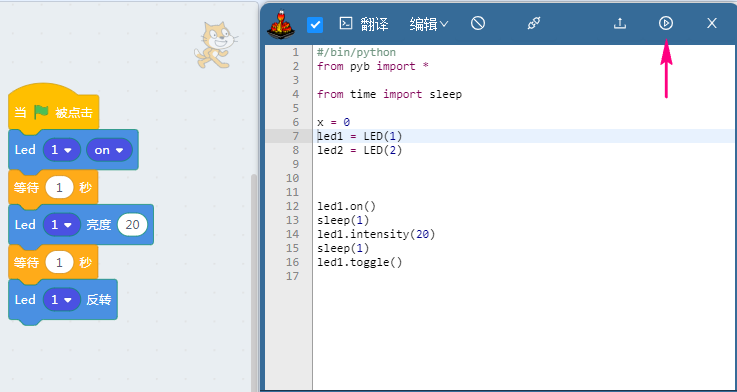 当 被点击
Led 1 on
等待 1 秒
Led 1 亮度 20
等待 1 秒
Led 1 反转
翻译 编辑
1 #/bin/python
2 from pyb import *
3
4 from time import sleep
5
6 x = 0
7 led1 = LED(1)
8 led2 = LED(2)
9
10
11
12 led1.on()
13 sleep(1)
14 led1.intensity(20)
15 sleep(1)
16 led1.toggle()
17